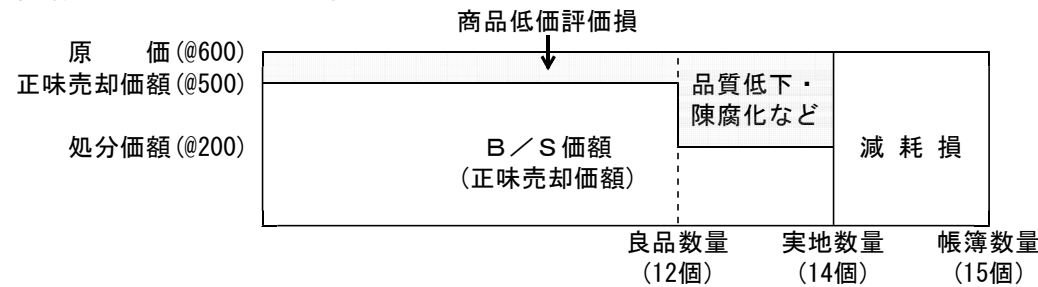 商品低価評価損
原　　価(@600)
正味売却価額(@500)
処分価額(@200)
品質低下・
陳腐化など
B／S価額
(正味売却価額)
減 耗 損
良品数量
(12個)
実地数量
(14個)
帳簿数量
(15個)